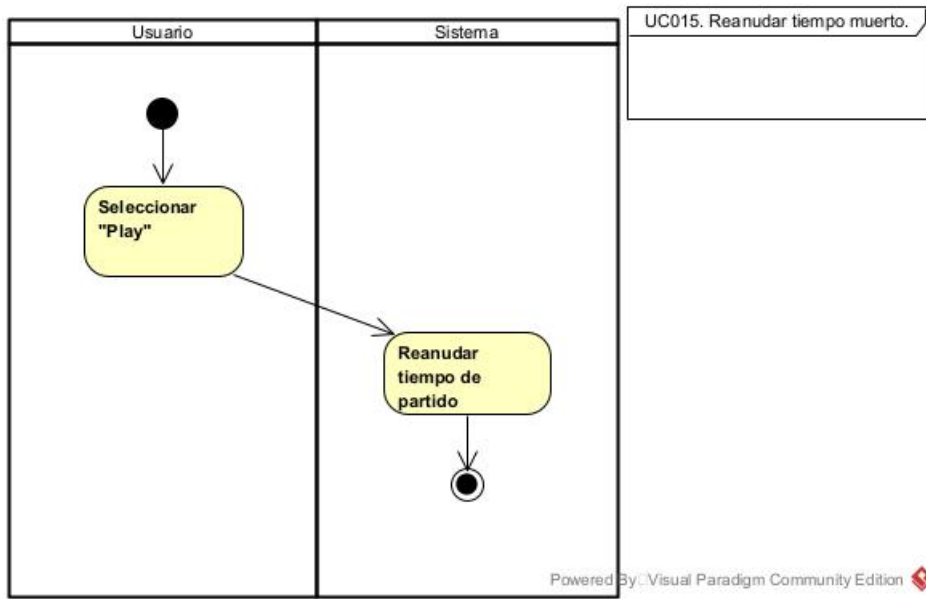 Usuario
Sistema
UC015. Reanudar tiempo muerto.
Seleccionar
"Play"
Reanudar
tiempo de
partido
Powered By Visual Paradigm Community Edition